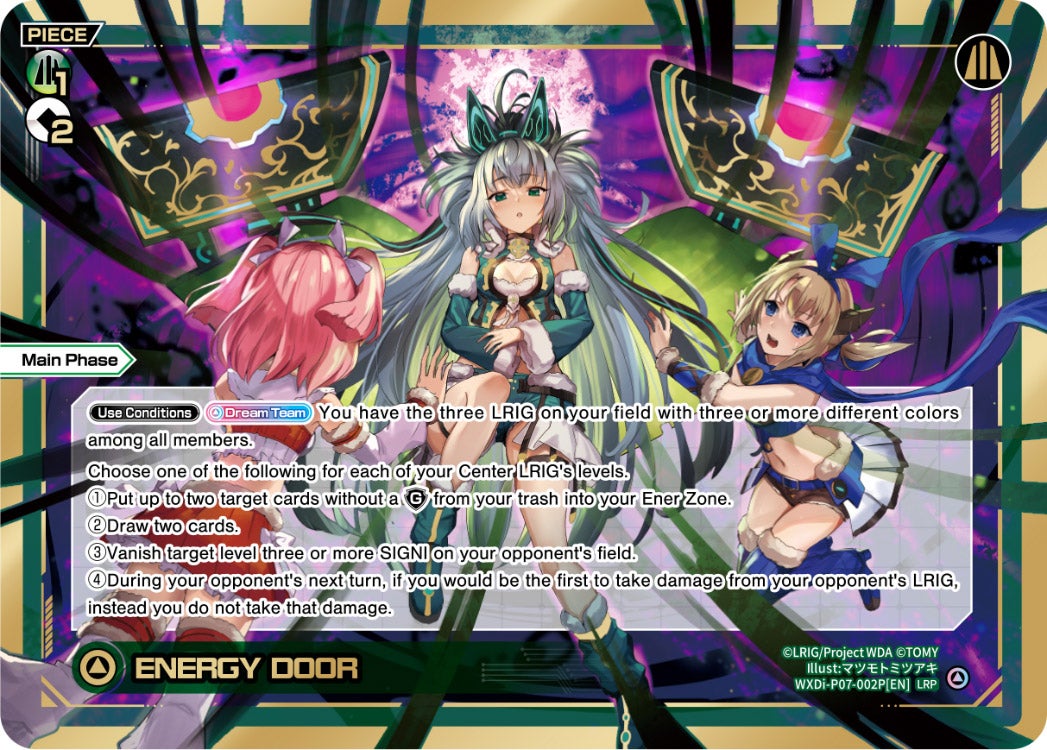 PIECE
1
2
Main Phase
Use Conditions Dream Team You have the three LRIG on your field with three or more different colors
among all members.
Choose one of the following for each of your Center LRIG's levels.
①Put up to two target cards without a G from your trash into your Ener Zone.
②Draw two cards.
③Vanish target level three or more SIGNI on your opponent's field.
④During your opponent's next turn, if you would be the first to take damage from your opponent's LRIG,
instead you do not take that damage.
ENERGY DOOR
©LRIG/Project WDA ©TOMY
Illust:マツモトミツアキ
WXDi-P07-002P[EN] LRP